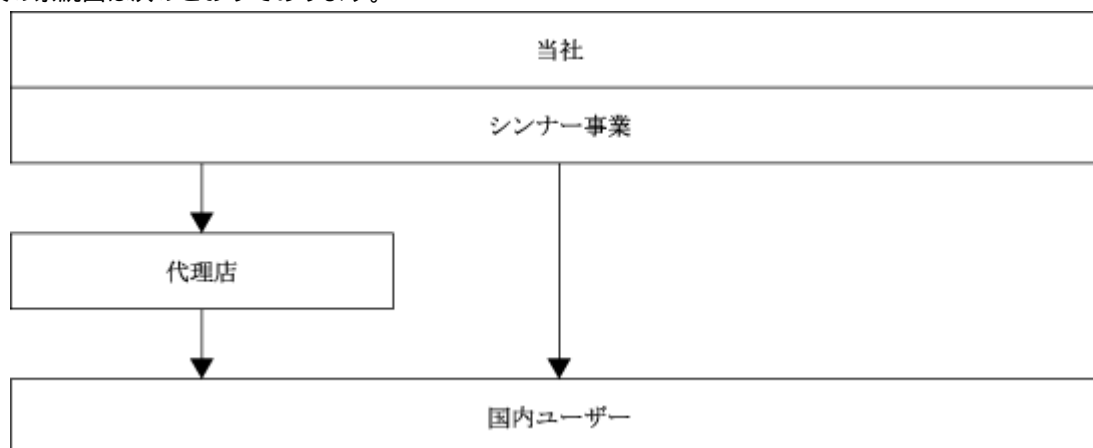 当社
シンナー事業
代理店
国内ユーザー